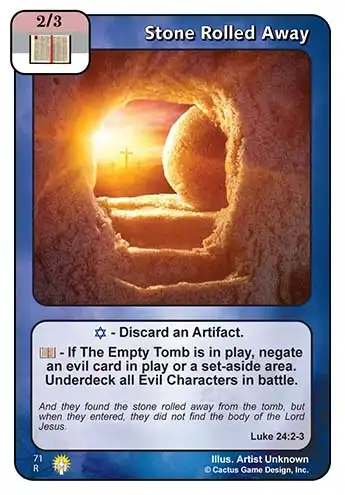 2/3
Stone Rolled Away
- Discard an Artifact.
- If The Empty Tomb is in play, negate
an evil card in play or a set-aside area.
Underdeck all Evil Characters in battle.
And they found the stone rolled away from the tomb, but
when they entered, they did not find the body of the Lord
Jesus.
Luke 24:2-3
71
R
Illus. Artist Unknown
© Cactus Game Design, Inc.